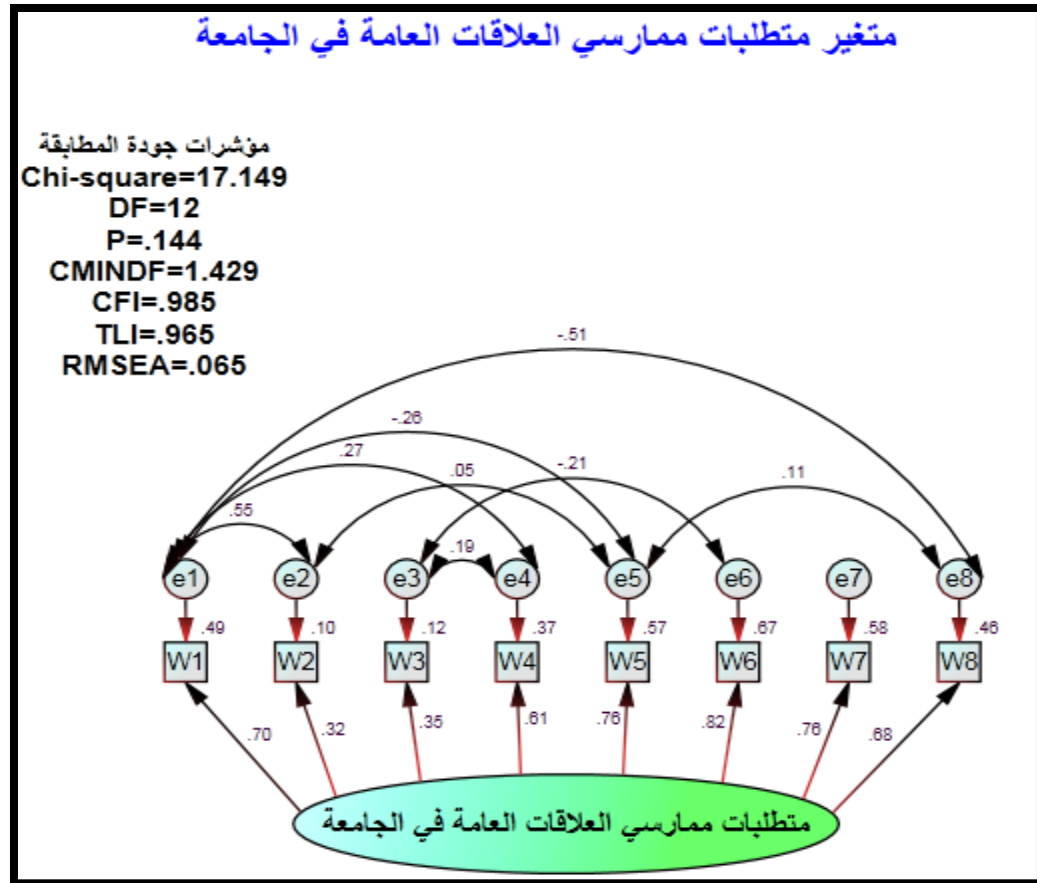 متغير متطلبات ممارسي العلاقات العامة في الجامعة
مؤشرات جودة المطابقة
Chi-square=17.149
DF=12
P=.144
CMINDF=1.429
CFI=.985
TLI=.965
RMSEA=.065
-.51
-.26
.27
.05
-.21
.11
.55
.19
e1 e2 e3 e4 e5 e6 e7 e8
.49 .10 .12 .37 .57 .67 .58 .46
W1 W2 W3 W4 W5 W6 W7 W8
.70 .32 .35 .61 .76 .82 .76 .68
متطلبات ممارسي العلاقات العامة في الجامعة